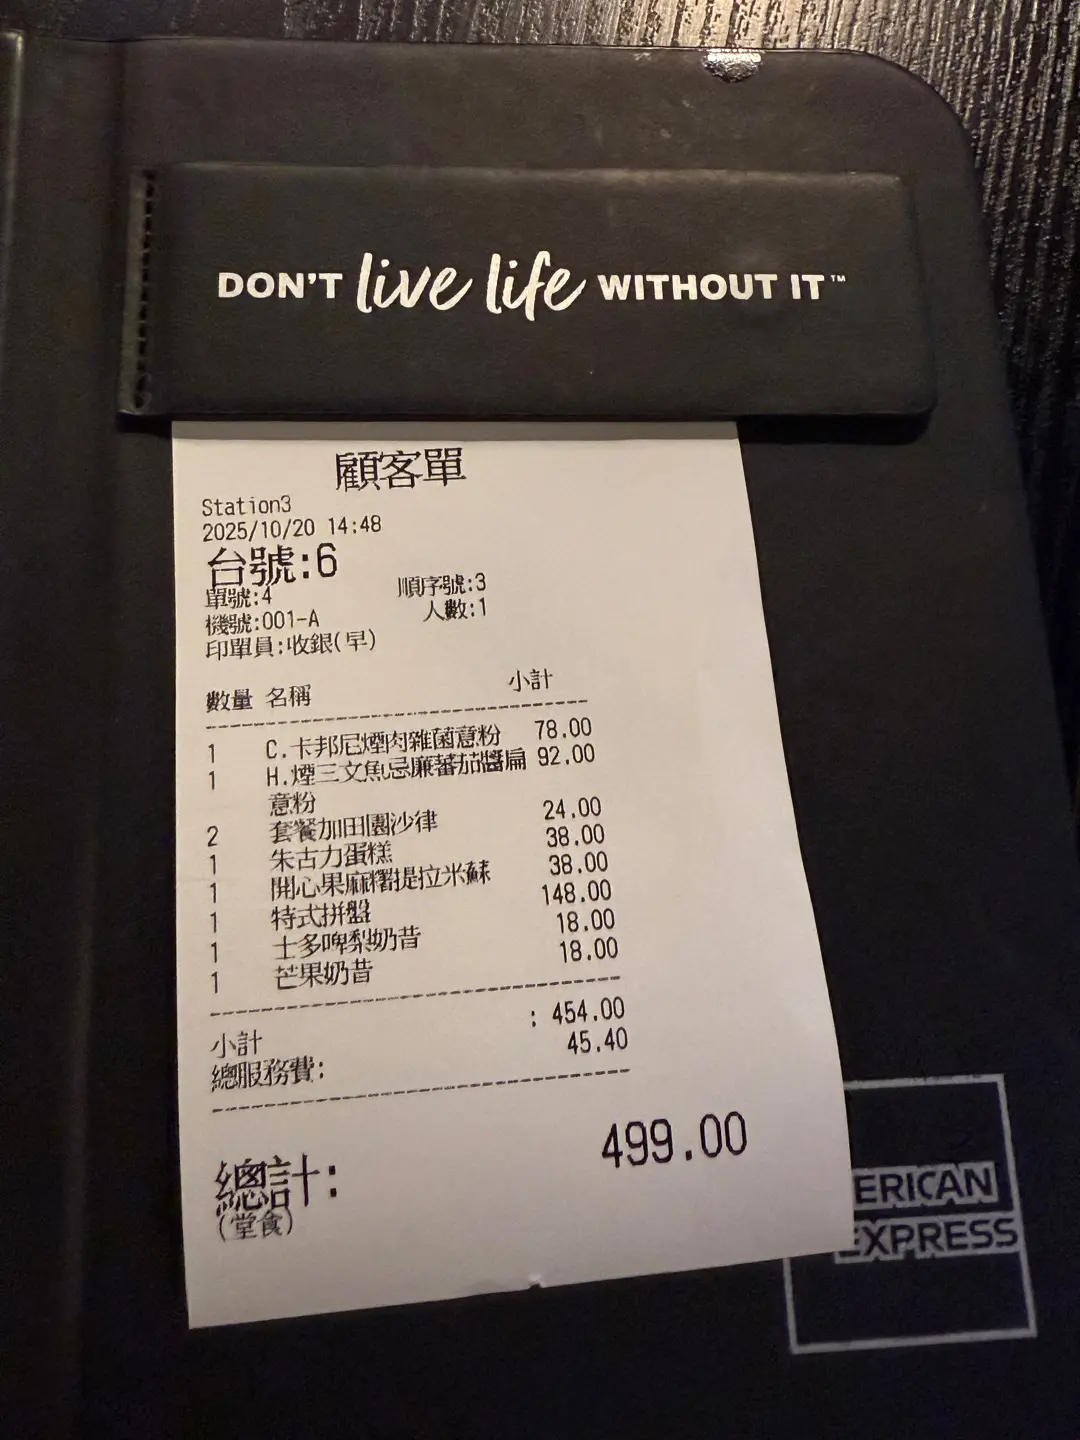 DON'T live life WITHOUT IT™
顧客單
Station3
2025/10/20 14:48
台號:6
單號:4 順序號:3
機號:001-A 人數:1
印單員:收銀(早)
數量 名稱 小計
1 C.卡邦尼煙肉雜菌意粉 78.00
1 H.煙三文魚忌廉蕃茄醬扁意粉 92.00
2 套餐加田園沙律 24.00
1 朱古力蛋糕 38.00
1 開心果麻糬提拉米蘇 38.00
1 特式拼盤 148.00
1 士多啤梨奶昔 18.00
1 芒果奶昔 18.00
小計 : 454.00
總服務費: 45.40
總計: 499.00
(堂食)
ERICAN
EXPRESS